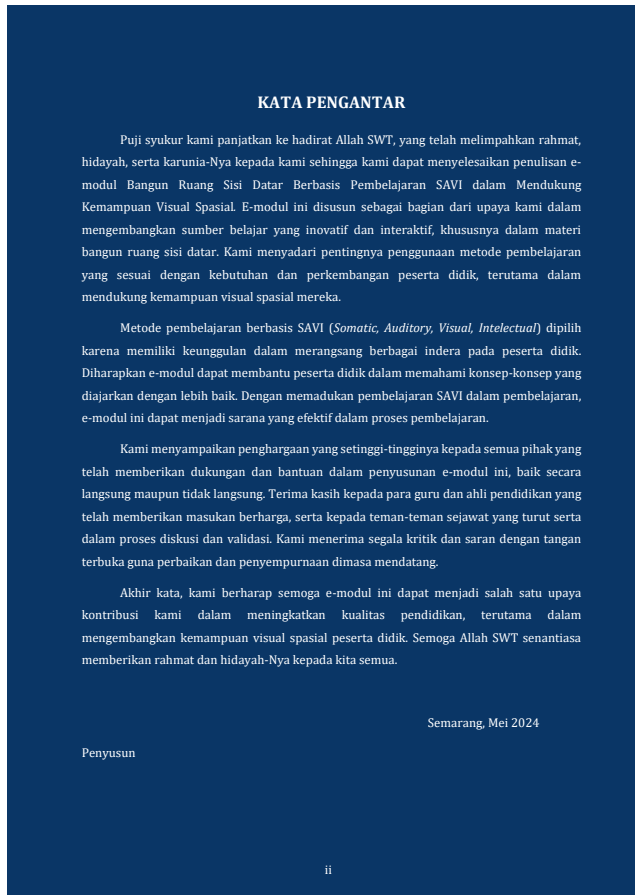 KATA PENGANTAR
Puji syukur kami panjatkan ke hadirat Allah SWT, yang telah melimpahkan rahmat,
hidayah, serta karunia-Nya kepada kami sehingga kami dapat menyelesaikan penulisan e-
modul Bangun Ruang Sisi Datar Berbasis Pembelajaran SAVI dalam Mendukung
Kemampuan Visual Spasial. E-modul ini disusun sebagai bagian dari upaya kami dalam
mengembangkan sumber belajar yang inovatif dan interaktif, khususnya dalam materi
bangun ruang sisi datar. Kami menyadari pentingnya penggunaan metode pembelajaran
yang sesuai dengan kebutuhan dan perkembangan peserta didik, terutama dalam
mendukung kemampuan visual spasial mereka.
Metode pembelajaran berbasis SAVI (Somatic, Auditory, Visual, Intelectual) dipilih
karena memiliki keunggulan dalam merangsang berbagai indera pada peserta didik.
Diharapkan e-modul dapat membantu peserta didik dalam memahami konsep-konsep yang
diajarkan dengan lebih baik. Dengan memadukan pembelajaran SAVI dalam pembelajaran,
e-modul ini dapat menjadi sarana yang efektif dalam proses pembelajaran.
Kami menyampaikan penghargaan yang setinggi-tingginya kepada semua pihak yang
telah memberikan dukungan dan bantuan dalam penyusunan e-modul ini, baik secara
langsung maupun tidak langsung. Terima kasih kepada para guru dan ahli pendidikan yang
telah memberikan masukan berharga, serta kepada teman-teman sejawat yang turut serta
dalam proses diskusi dan validasi. Kami menerima segala kritik dan saran dengan tangan
terbuka guna perbaikan dan penyempurnaan dimasa mendatang.
Akhir kata, kami berharap semoga e-modul ini dapat menjadi salah satu upaya
kontribusi kami dalam meningkatkan kualitas pendidikan, terutama dalam
mengembangkan kemampuan visual spasial peserta didik. Semoga Allah SWT senantiasa
memberikan rahmat dan hidayah-Nya kepada kita semua.
Semarang, Mei 2024
Penyusun
ii